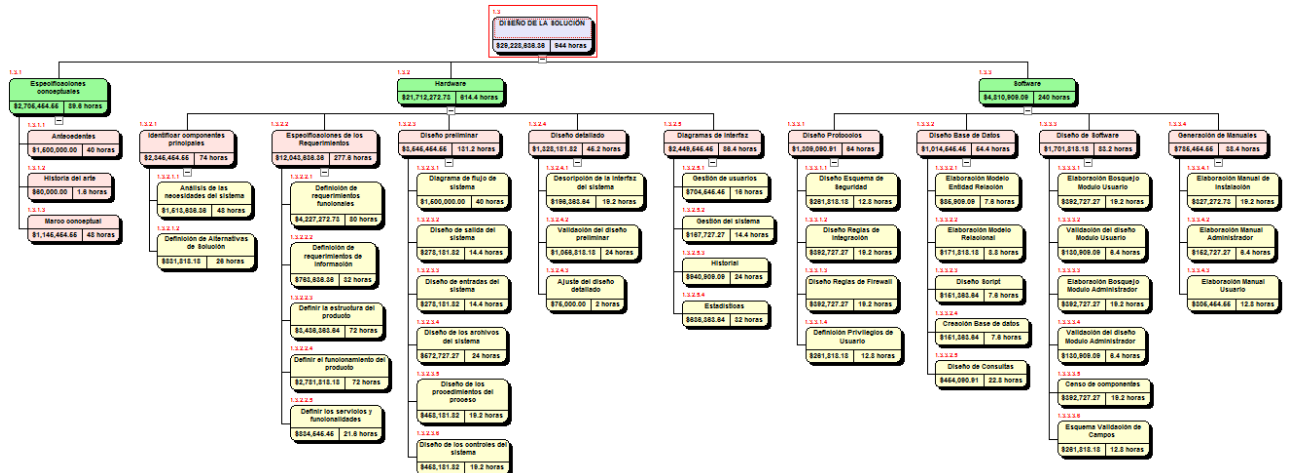 1.3
DISEÑO DE LA SOLUCIÓN
$29,228,636.36 944 horas
1.3.1
Especificaciones
conceptuales
$2,705,454.55 89.6 horas
1.3.1.1
Antecedentes
$1,500,000.00 40 horas
1.3.1.2
Historia del arte
$60,000.00 1.6 horas
1.3.1.3
Marco conceptual
$1,145,454.55 48 horas
1.3.2
Hardware
$21,712,272.73 614.4 horas
1.3.2.1
Identificar componentes
principales
$2,345,454.55 74 horas
1.3.2.1.1
Análisis de las
necesidades del sistema
$1,513,636.36 48 horas
1.3.2.1.2
Definición de Alternativas
de Solución
$831,818.18 26 horas
1.3.2.2
Especificaciones de los
Requerimientos
$12,043,636.36 277.6 horas
1.3.2.2.1
Definición de
requerimientos
funcionales
$4,227,272.73 80 horas
1.3.2.2.2
Definición de
requerimientos de
información
$763,636.36 32 horas
1.3.2.2.3
Definir la estructura del
producto
$3,436,363.64 72 horas
1.3.2.2.4
Definir el funcionamiento del
producto
$2,781,818.18 72 horas
1.3.2.2.5
Definir los servicios y
funcionalidades
$834,545.45 21.6 horas
1.3.2.3
Diseño preliminar
$3,545,454.55 131.2 horas
1.3.2.3.1
Diagrama de flujo de
sistema
$1,500,000.00 40 horas
1.3.2.3.2
Diseño de salida del
sistema
$278,181.82 14.4 horas
1.3.2.3.3
Diseño de entradas del
sistema
$278,181.82 14.4 horas
1.3.2.3.4
Diseño de los archivos
del sistema
$572,727.27 24 horas
1.3.2.3.5
Diseño de los
procedimientos del
proceso
$458,181.82 19.2 horas
1.3.2.3.6
Diseño de los controles del
sistema
$458,181.82 19.2 horas
1.3.2.4
Diseño detallado
$1,328,181.82 45.2 horas
1.3.2.4.1
Descripción de la interfaz
del sistema
$196,363.64 19.2 horas
1.3.2.4.2
Validación del diseño
preliminar
$1,056,818.18 24 horas
1.3.2.4.3
Ajuste del diseño
detallado
$75,000.00 2 horas
1.3.2.5
Diagramas de interfaz
$2,449,545.45 86.4 horas
1.3.2.5.1
Gestión de usuarios
$704,545.45 16 horas
1.3.2.5.2
Gestión del sistema
$167,727.27 14.4 horas
1.3.2.5.3
Historial
$940,909.09 24 horas
1.3.2.5.4
Estadísticas
$636,363.64 32 horas
1.3.3
Software
$4,810,909.09 240 horas
1.3.3.1
Diseño Protocolos
$1,309,090.91 64 horas
1.3.3.1.1
Diseño Esquema de
Seguridad
$261,818.18 12.8 horas
1.3.3.1.2
Diseño Reglas de
Integración
$392,727.27 19.2 horas
1.3.3.1.3
Diseño Reglas de Firewall
$392,727.27 19.2 horas
1.3.3.1.4
Definición Privilegios de
Usuario
$261,818.18 12.8 horas
1.3.3.2
Diseño Base de Datos
$1,014,545.45 54.4 horas
1.3.3.2.1
Elaboración Modelo
Entidad Relación
$85,909.09 7.6 horas
1.3.3.2.2
Elaboración Modelo
Relacional
$171,818.18 8.8 horas
1.3.3.2.3
Diseño Script
$151,363.64 7.6 horas
1.3.3.2.4
Creación Base de datos
$151,363.64 7.6 horas
1.3.3.2.5
Diseño de Consultas
$454,090.91 22.8 horas
1.3.3.3
Diseño de Software
$1,701,818.18 83.2 horas
1.3.3.3.1
Elaboración Bosquejo
Modulo Usuario
$392,727.27 19.2 horas
1.3.3.3.2
Validación del diseño
Modulo Usuario
$130,909.09 6.4 horas
1.3.3.3.3
Elaboración Bosquejo
Modulo Administrador
$392,727.27 19.2 horas
1.3.3.3.4
Validación del diseño
Modulo Administrador
$130,909.09 6.4 horas
1.3.3.3.5
Censo de componentes
$392,727.27 19.2 horas
1.3.3.3.6
Esquema Validación de
Campos
$261,818.18 12.8 horas
1.3.3.4
Generación de Manuales
$785,454.55 38.4 horas
1.3.3.4.1
Elaboración Manual de
Instalación
$327,272.73 19.2 horas
1.3.3.4.2
Elaboración Manual
Administrador
$152,727.27 6.4 horas
1.3.3.4.3
Elaboración Manual
Usuario
$305,454.55 12.8 horas